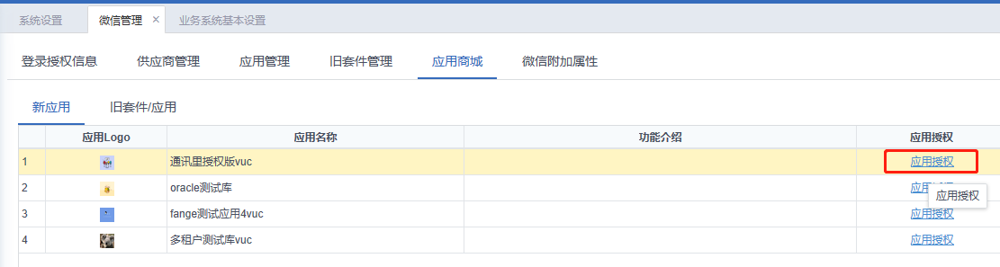 系统设置 微信管理 × 业务系统基本设置
登录授权信息 供应商管理 应用管理 旧套件管理 应用商城 微信附加属性
新应用 旧套件/应用
应用Logo 应用名称 功能介绍 应用授权
1 通讯里授权版vuc 应用授权
2 oracle测试库
应用授权
3 fange测试应用4vuc 应用授权
4 多租户测试库vuc 应用授权